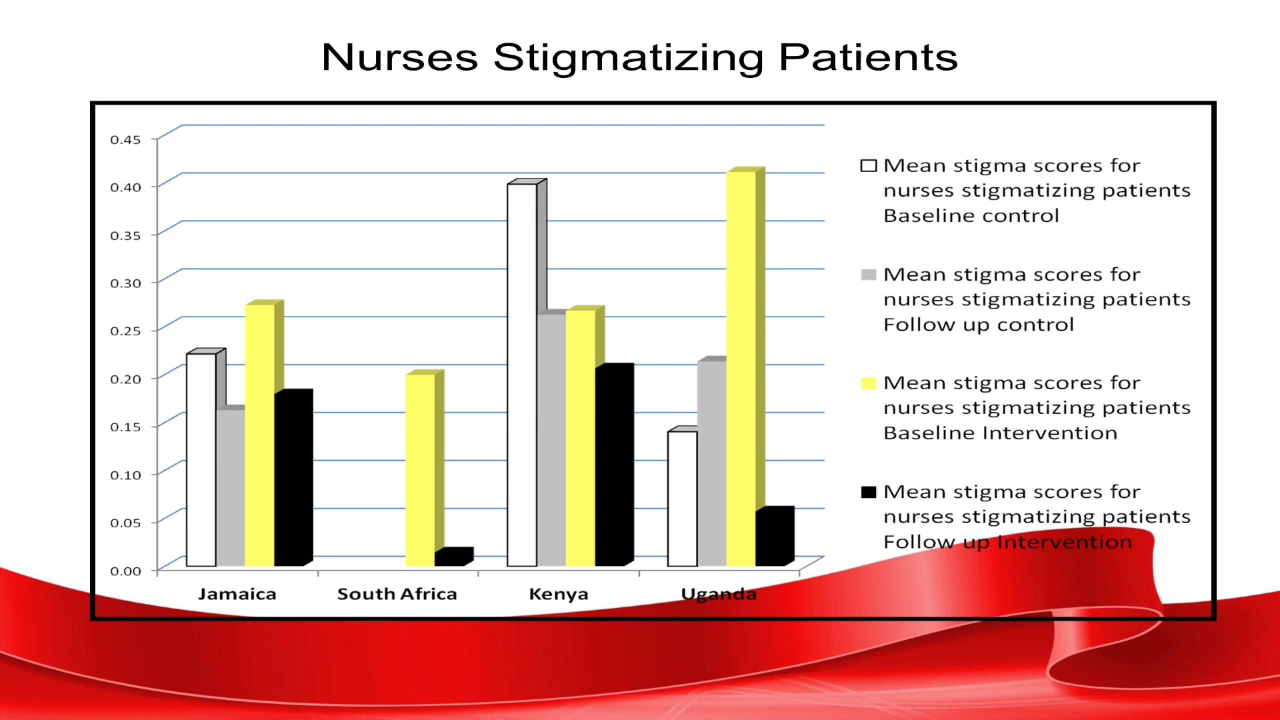 Nurses Stigmatizing Patients
0.45
0.40
0.35
0.30
0.25
0.20
0.15
0.10
0.05
0.00
Jamaica
South Africa
Kenya
Uganda
Mean stigma scores for
nurses stigmatizing patients
Baseline control
Mean stigma scores for
nurses stigmatizing patients
Follow up control
Mean stigma scores for
nurses stigmatizing patients
Baseline Intervention
Mean stigma scores for
nurses stigmatizing patients
Follow up Intervention